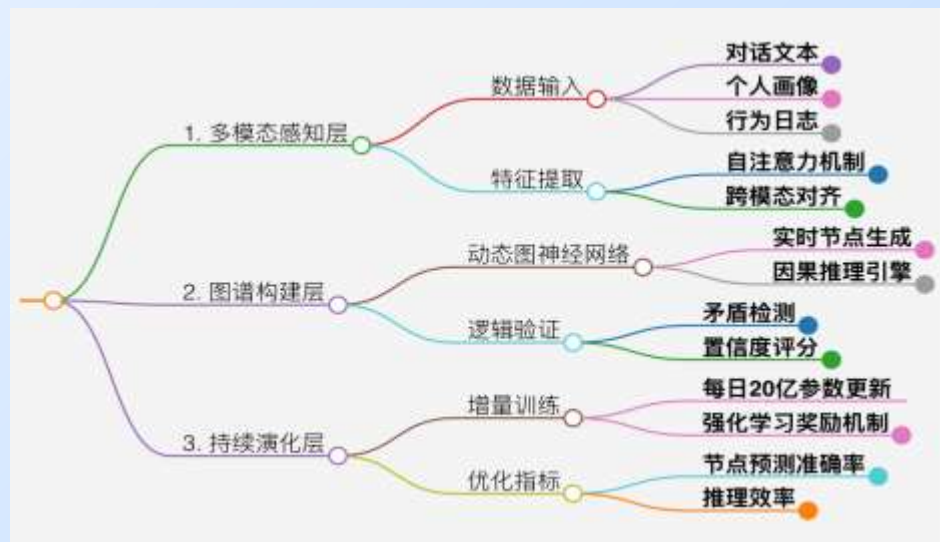 1. 多模态感知层
数据输入
对话文本
个人画像
行为日志
特征提取
自注意力机制
跨模态对齐
2. 图谱构建层
动态图神经网络
实时节点生成
因果推理引擎
逻辑验证
矛盾检测
置信度评分
3. 持续演化层
增量训练
每日20亿参数更新
强化学习奖励机制
优化指标
节点预测准确率
推理效率